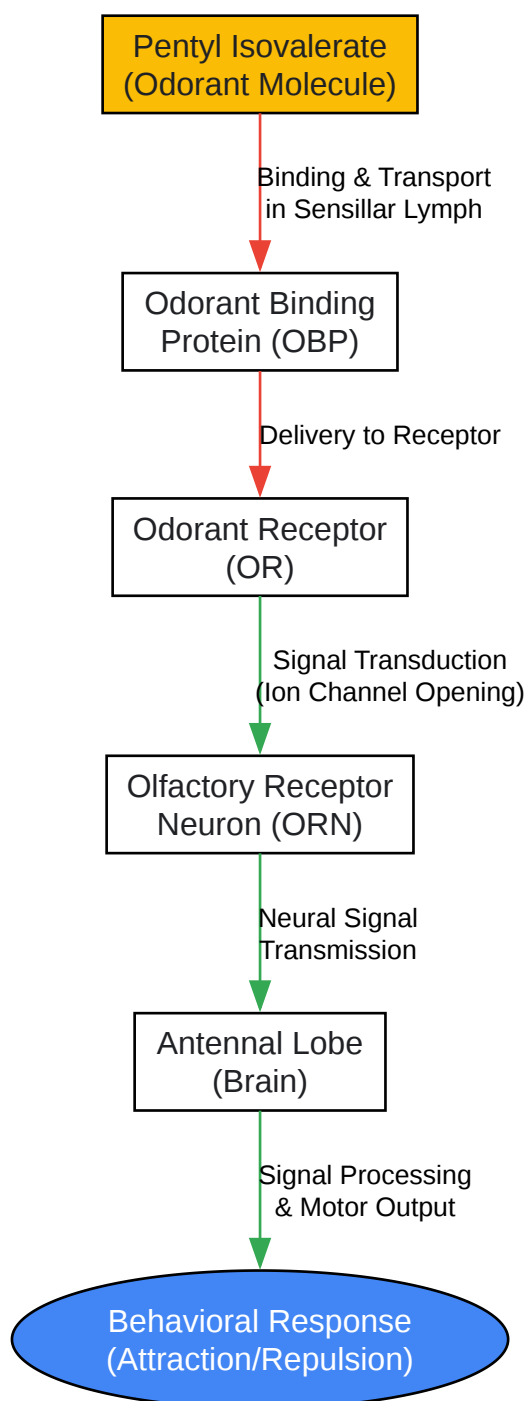 Pentyl Isovalerate
(Odorant Molecule)
Binding & Transport
in Sensillar Lymph
Odorant Binding
Protein (OBP)
Delivery to Receptor
Odorant Receptor
(OR)
Signal Transduction
(Ion Channel Opening)
Olfactory Receptor
Neuron (ORN)
Neural Signal
Transmission
Antennal Lobe
(Brain)
Signal Processing
& Motor Output
Behavioral Response
(Attraction/Repulsion)